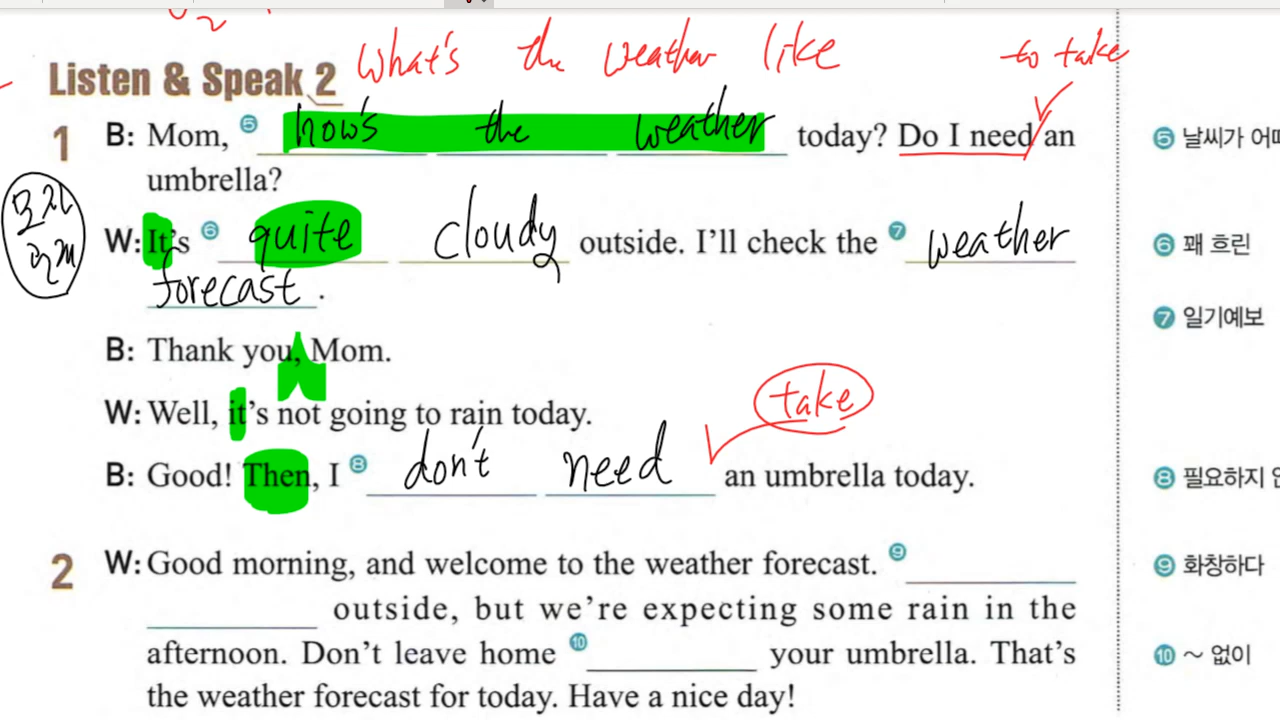 What's the weather like
to take
Listen & Speak 2
1 B: Mom, ⑤ how's the weather today? Do I need an ⑤ 날씨가
umbrella?
W: It's ⑥ quite cloudy outside. I'll check the ⑦ weather ⑥ 꽤 흐린
forecast.
⑦ 일기예보
B: Thank you, Mom.
take
W: Well, it's not going to rain today.
B: Good! Then, I ⑧ don't need an umbrella today. ⑧ 필요하지
2 W: Good morning, and welcome to the weather forecast. ⑨ ⑨ 화창하다
outside, but we're expecting some rain in the
afternoon. Don't leave home ⑩ your umbrella. That's ⑩ ~ 없이
the weather forecast for today. Have a nice day!